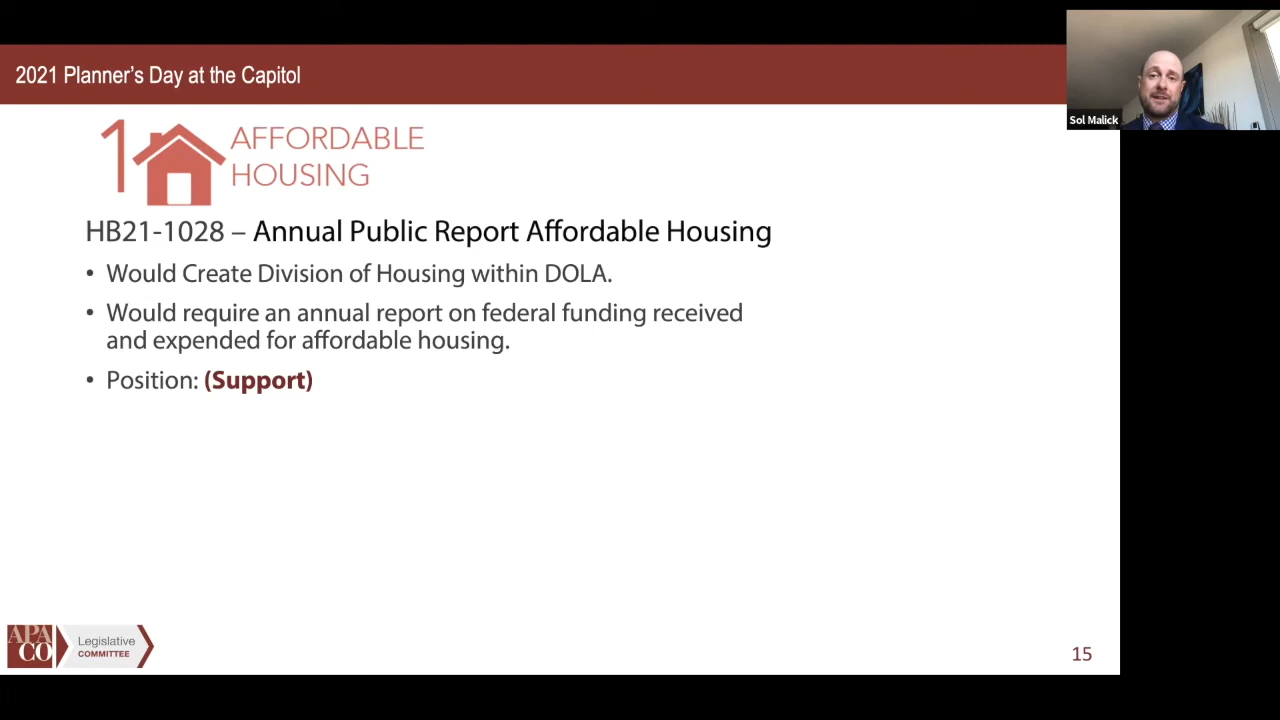 2021 Planner's Day at the Capitol
Sol Malick
1 AFFORDABLE
HOUSING
HB21-1028 – Annual Public Report Affordable Housing
• Would Create Division of Housing within DOLA.
• Would require an annual report on federal funding received
and expended for affordable housing.
• Position: (Support)
APA
CO
Legislative
COMMITTEE
15